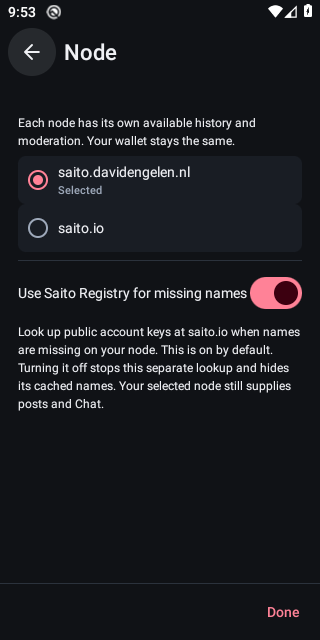 9:53
Node
Each node has its own available history and
moderation. Your wallet stays the same.
saito.davidengelen.nl
Selected
saito.io
Use Saito Registry for missing names
Look up public account keys at saito.io when names
are missing on your node. This is on by default.
Turning it off stops this separate lookup and hides
its cached names. Your selected node still supplies
posts and Chat.
Done